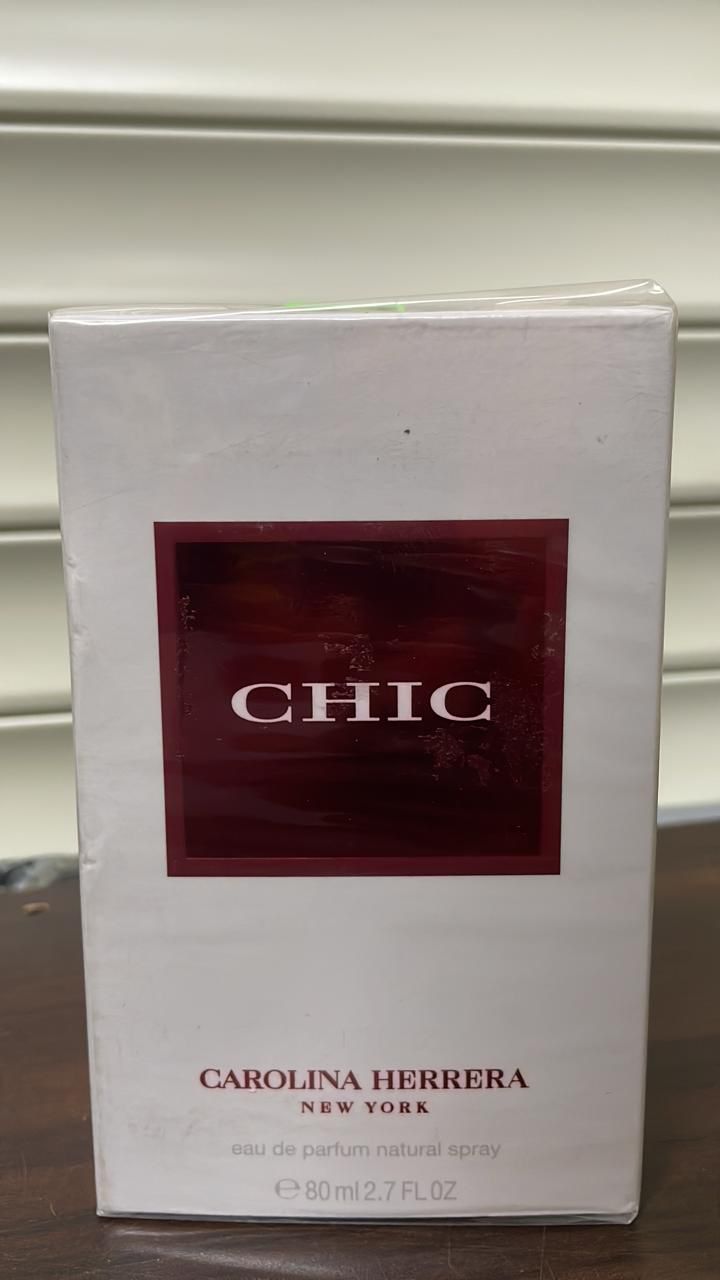 CHIC
CAROLINA HERRERA
NEW YORK
eau de parfum natural spray
℮ 80 ml 2.7 FL OZ